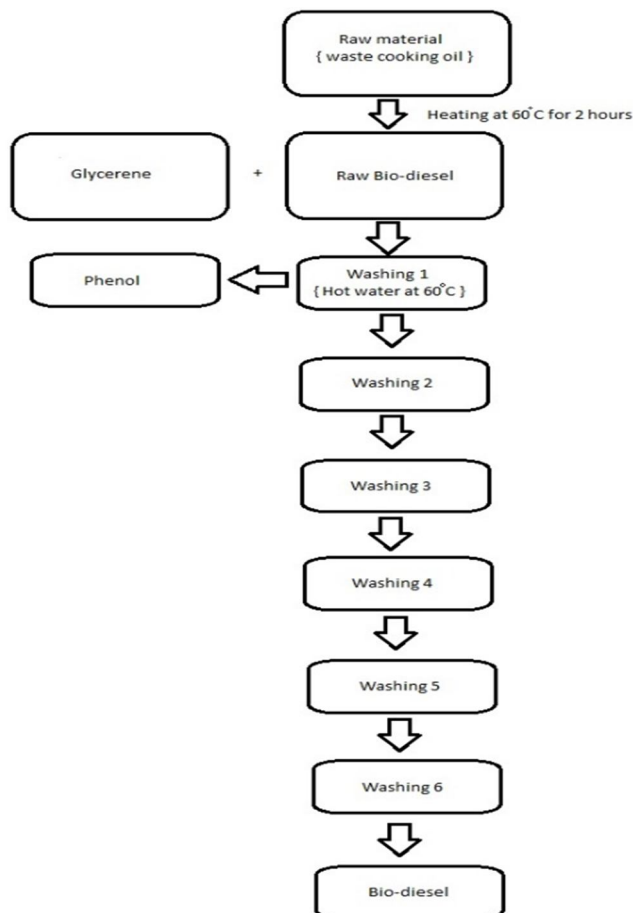 Raw material
{ waste cooking oil }
Heating at 60°C for 2 hours
Glycerene
+
Raw Bio-diesel
Phenol
Washing 1
{Hot water at 60°C }
Washing 2
Washing 3
Washing 4
Washing 5
Washing 6
Bio-diesel